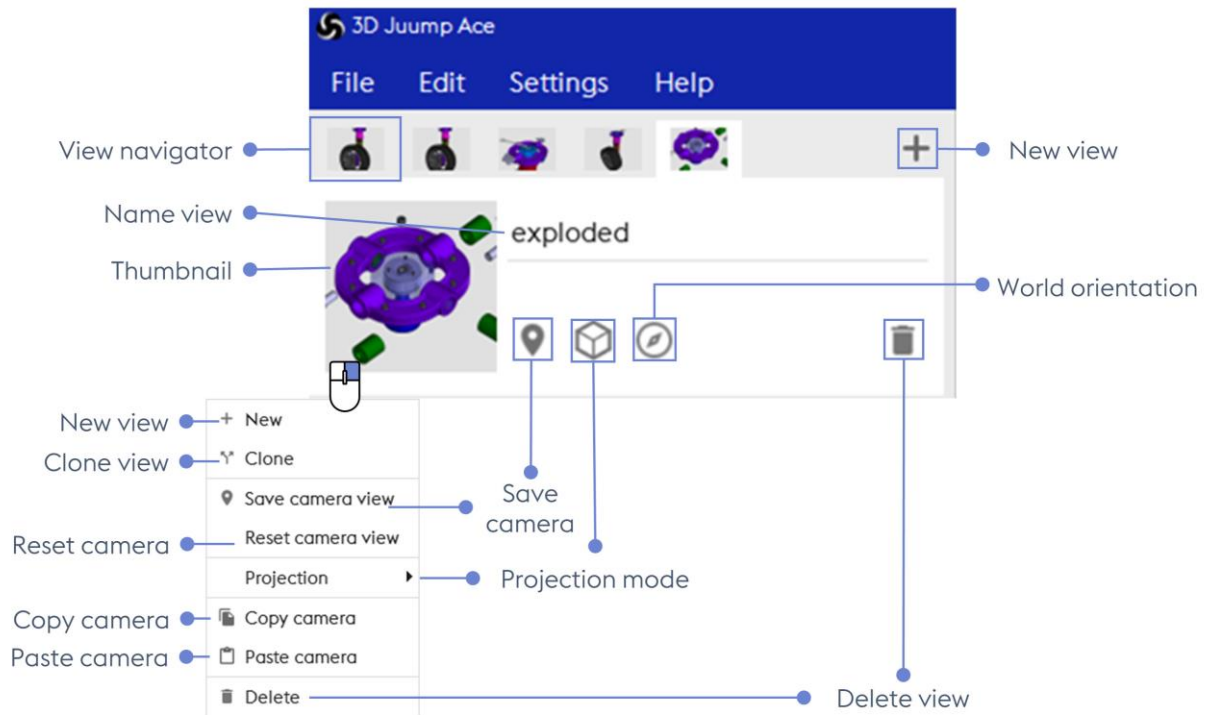 3D Juump Ace
File Edit Settings Help
View navigator
New view
Name view
exploded
Thumbnail
World orientation
New view
+ New
Clone view
Clone
Save camera view
Save
camera
Reset camera
Reset camera view
Projection
Projection mode
Copy camera
Copy camera
Paste camera
Paste camera
Delete
Delete view